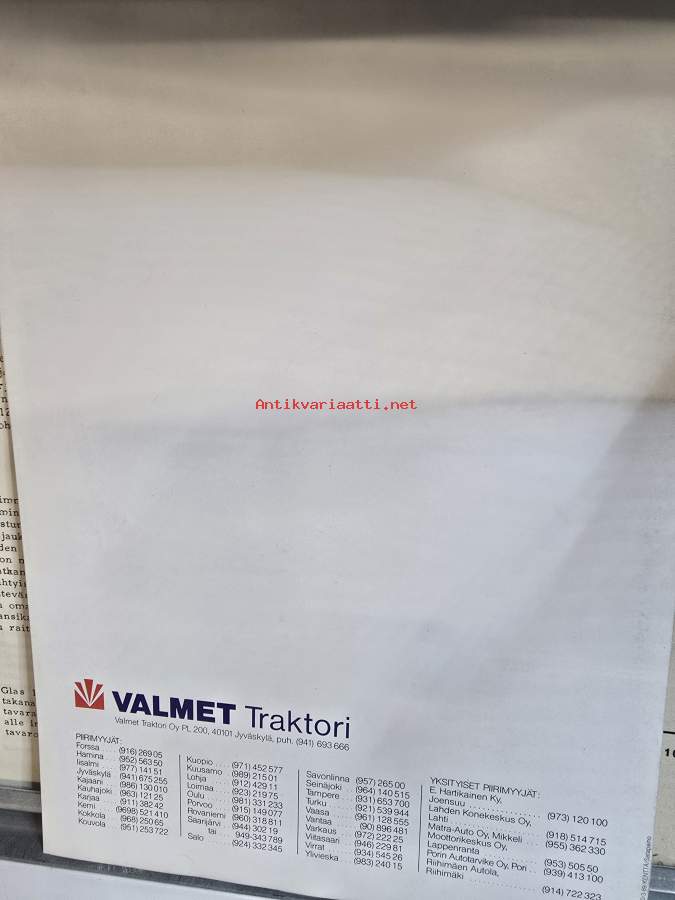 Antikvariaatti.net
VALMET Traktori
Valmet Traktori Oy PL 200, 40101 Jyväskylä, puh. (941) 693 666
PIIRIMYYJÄT:
Forssa .... (916) 269 05
Hamina .... (952) 563 50
Iisalmi .... (977) 141 51
Jyväskylä (941) 675 255
Kajaani .... (986) 130 010
Kauhajoki (963) 121 25
Karjaa .... (911) 382 42
Kemi .... (9698) 521 410
Kokkola .. (968) 250 65
Kouvola .. (951) 253 722
Kuopio .... (971) 452 577
Kuusamo .. (989) 215 01
Lohja .... (912) 429 11
Loimaa .... (923) 219 75
Oulu .... (981) 331 233
Porvoo .... (915) 149 077
Rovaniemi (960) 318 811
Saarijärvi (944) 302 19
tai .... 949-343 789
Salo .... (924) 332 345
Savonlinna (957) 265 00
Seinäjoki .. (964) 140 515
Tampere .. (931) 653 700
Turku .... (921) 539 944
Vaasa .... (961) 128 555
Vantaa .... (90) 896 481
Varkaus .. (972) 222 25
Viitasaari .. (946) 229 81
Virrat .... (934) 545 26
Ylivieska .. (983) 240 15
YKSITYISET PIIRIMYYJÄT:
E. Hartikainen Ky,
Joensuu .... (973) 120 100
Lahden Konekeskus Oy,
Lahti .... (918) 514 715
Matra-Auto Oy, Mikkeli (955) 362 330
Moottorikeskus Oy,
Lappenranta .... (953) 505 50
Porin Autotarvike Oy, Pori .. (939) 413 100
Riihimäen Autola,
Riihimäki .... (914) 722 323
Glas
takana
tavara
alle
tavaro